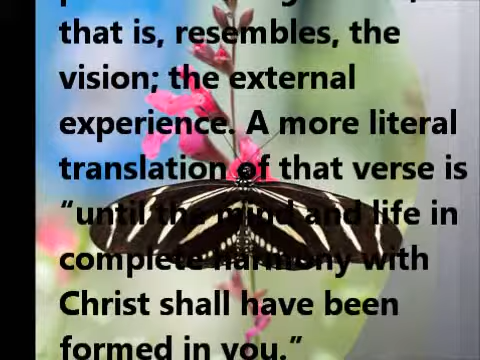 that is, resembles, the
vision; the external
experience. A more literal
translation of that verse is
“until the mind and life in
complete harmony with
Christ shall have been
formed in you.”